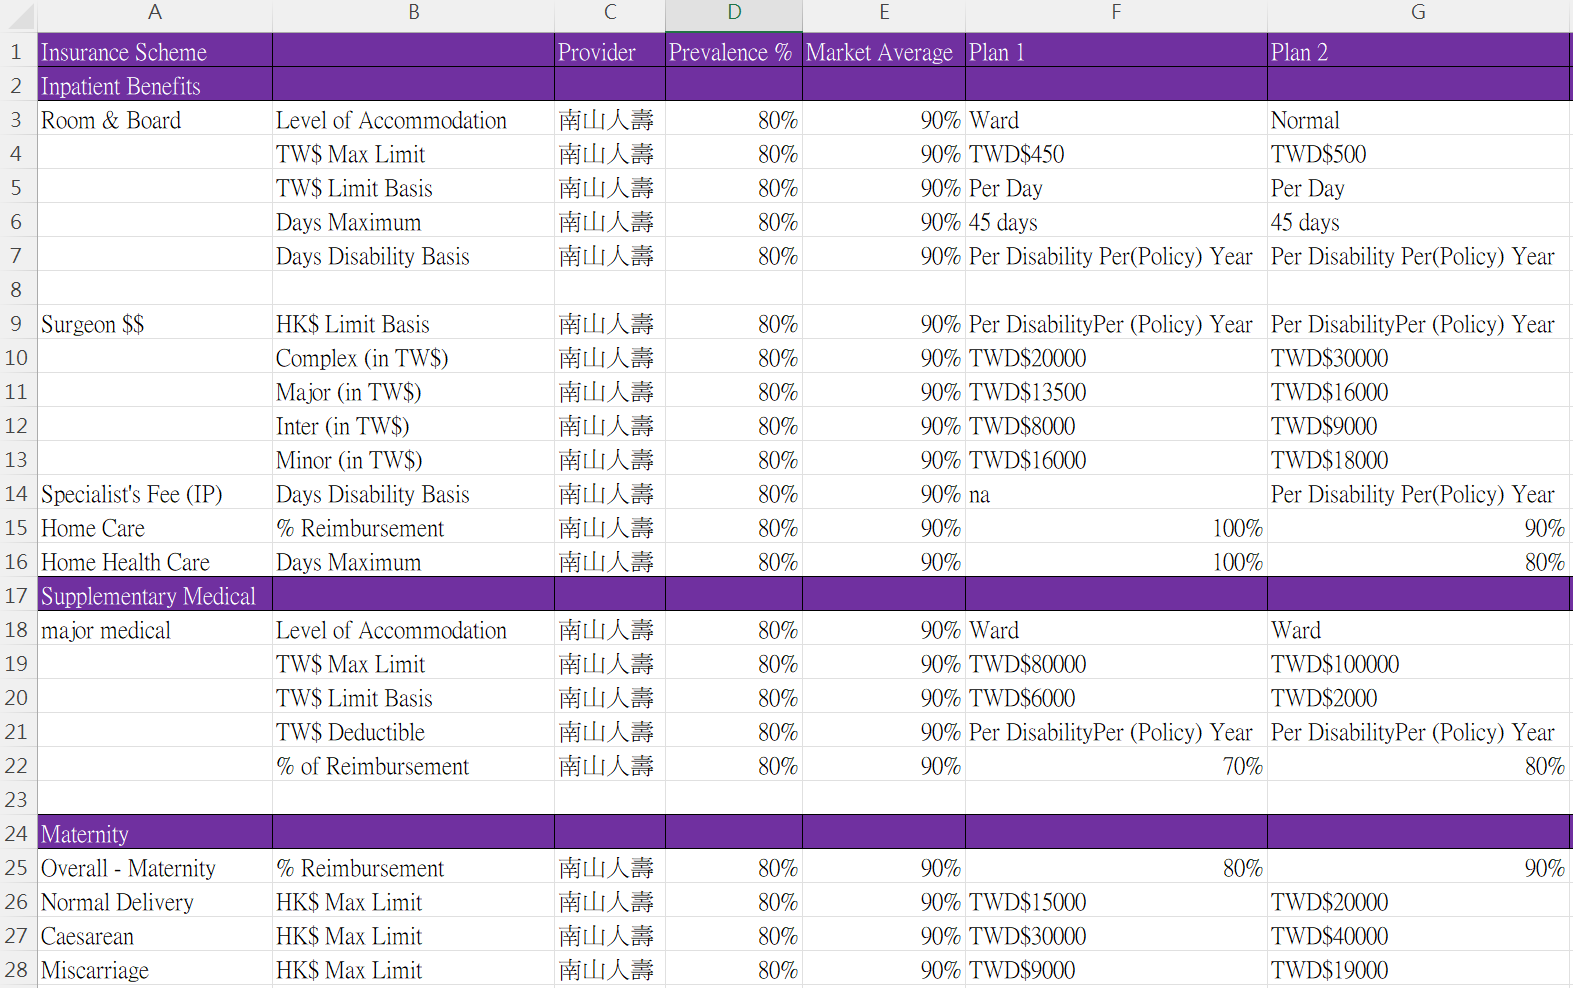 A B C D E F G
1 Insurance Scheme Provider Prevalence % Market Average Plan 1 Plan 2
2 Inpatient Benefits
3 Room & Board Level of Accommodation 南山人壽 80% 90% Ward Normal
4 TW$ Max Limit 南山人壽 80% 90% TWD$450 TWD$500
5 TW$ Limit Basis 南山人壽 80% 90% Per Day Per Day
6 Days Maximum 南山人壽 80% 90% 45 days 45 days
7 Days Disability Basis 南山人壽 80% 90% Per Disability Per(Policy) Year Per Disability Per(Policy) Year
8
9 Surgeon $$ HK$ Limit Basis 南山人壽 80% 90% Per DisabilityPer (Policy) Year Per DisabilityPer (Policy) Year
10 Complex (in TW$) 南山人壽 80% 90% TWD$20000 TWD$30000
11 Major (in TW$) 南山人壽 80% 90% TWD$13500 TWD$16000
12 Inter (in TW$) 南山人壽 80% 90% TWD$8000 TWD$9000
13 Minor (in TW$) 南山人壽 80% 90% TWD$16000 TWD$18000
14 Specialist's Fee (IP) Days Disability Basis 南山人壽 80% 90% na Per Disability Per(Policy) Year
15 Home Care % Reimbursement 南山人壽 80% 90% 100% 90%
16 Home Health Care Days Maximum 南山人壽 80% 90% 100% 80%
17 Supplementary Medical
18 major medical Level of Accommodation 南山人壽 80% 90% Ward Ward
19 TW$ Max Limit 南山人壽 80% 90% TWD$80000 TWD$100000
20 TW$ Limit Basis 南山人壽 80% 90% TWD$6000 TWD$2000
21 TW$ Deductible 南山人壽 80% 90% Per DisabilityPer (Policy) Year Per DisabilityPer (Policy) Year
22 % of Reimbursement 南山人壽 80% 90% 70% 80%
23
24 Maternity
25 Overall - Maternity % Reimbursement 南山人壽 80% 90% 80% 90%
26 Normal Delivery HK$ Max Limit 南山人壽 80% 90% TWD$15000 TWD$20000
27 Caesarean HK$ Max Limit 南山人壽 80% 90% TWD$30000 TWD$40000
28 Miscarriage HK$ Max Limit 南山人壽 80% 90% TWD$9000 TWD$19000